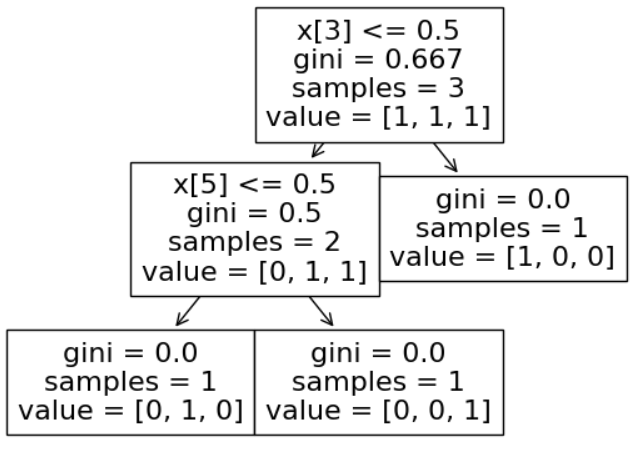 x[3] <= 0.5
gini = 0.667
samples = 3
value = [1, 1, 1]
x[5] <= 0.5
gini = 0.5
samples = 2
value = [0, 1, 1]
gini = 0.0
samples = 1
value = [1, 0, 0]
gini = 0.0
samples = 1
value = [0, 1, 0]
gini = 0.0
samples = 1
value = [0, 0, 1]